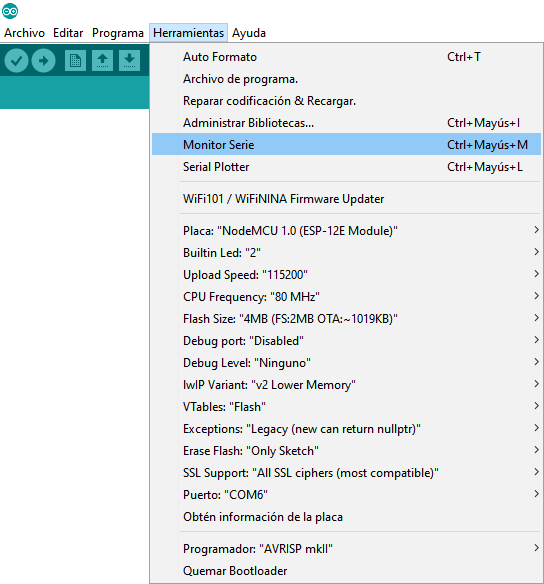 Archivo Editar Programa Herramientas Ayuda
Auto Formato Ctrl+T
Archivo de programa.
Reparar codificación & Recargar.
Administrar Bibliotecas... Ctrl+Mayús+I
Monitor Serie Ctrl+Mayús+M
Serial Plotter Ctrl+Mayús+L
WiFi101 / WiFiNINA Firmware Updater
Placa: "NodeMCU 1.0 (ESP-12E Module)"
Builtin Led: "2"
Upload Speed: "115200"
CPU Frequency: "80 MHz"
Flash Size: "4MB (FS:2MB OTA:~1019KB)"
Debug port: "Disabled"
Debug Level: "Ninguno"
lwIP Variant: "v2 Lower Memory"
VTables: "Flash"
Exceptions: "Legacy (new can return nullptr)"
Erase Flash: "Only Sketch"
SSL Support: "All SSL ciphers (most compatible)"
Puerto: "COM6"
Obtén información de la placa
Programador: "AVRISP mkII"
Quemar Bootloader